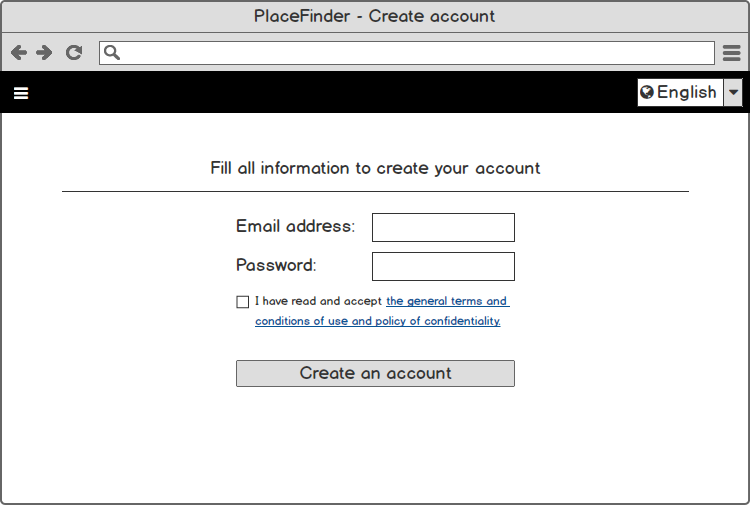 PlaceFinder - Create account
English
Fill all information to create your account
Email address:
Password:
I have read and accept the general terms and
conditions of use and policy of confidentiality.
Create an account